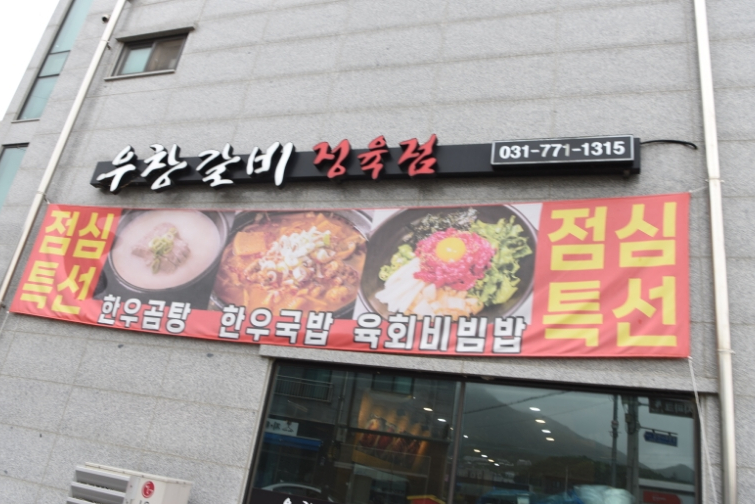 우창갈비 정육점 031-771-1315
점심
특선
한우곰탕 한우국밥 육회비빔밥
점심
특선
LG